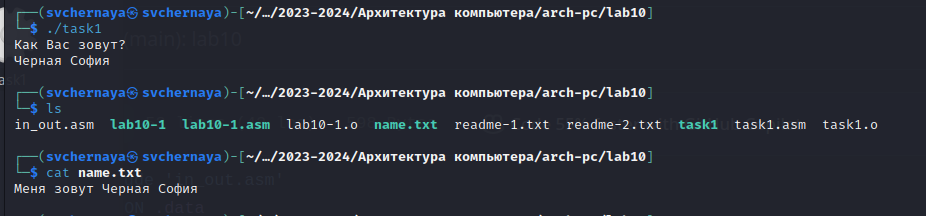 ┌──(svchernaya㉿svchernaya)-[~/…/2023-2024/Архитектура компьютера/arch-pc/lab10]
└─$ ./task1
Как Вас зовут?
Черная София
┌──(svchernaya㉿svchernaya)-[~/…/2023-2024/Архитектура компьютера/arch-pc/lab10]
└─$ ls
in_out.asm lab10-1 lab10-1.asm lab10-1.o name.txt readme-1.txt readme-2.txt task1 task1.asm task1.o
┌──(svchernaya㉿svchernaya)-[~/…/2023-2024/Архитектура компьютера/arch-pc/lab10]
└─$ cat name.txt
Меня зовут Черная София